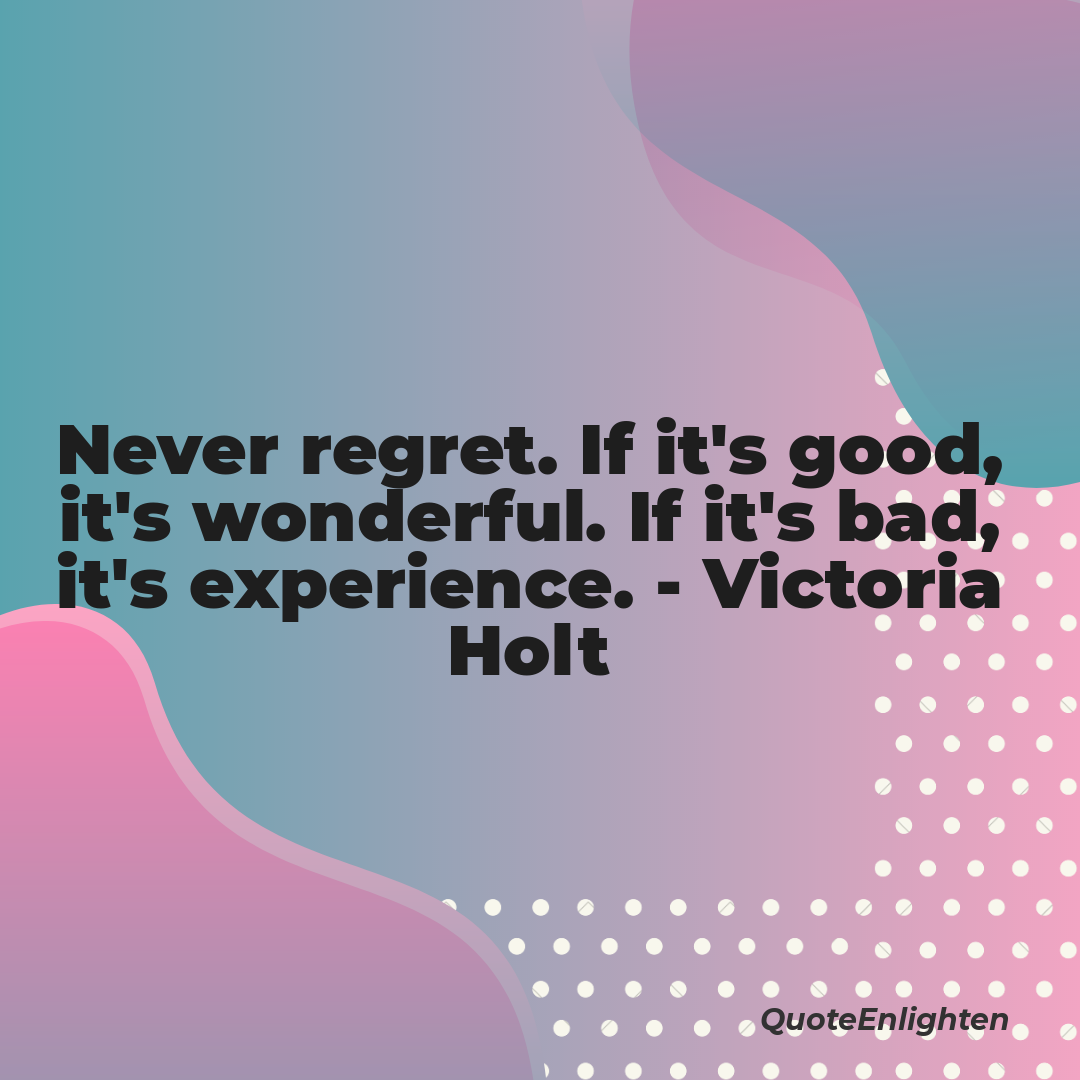 Never regret. If it's good,
it's wonderful. If it's bad,
it's experience. - Victoria
Holt
QuoteEnlighten